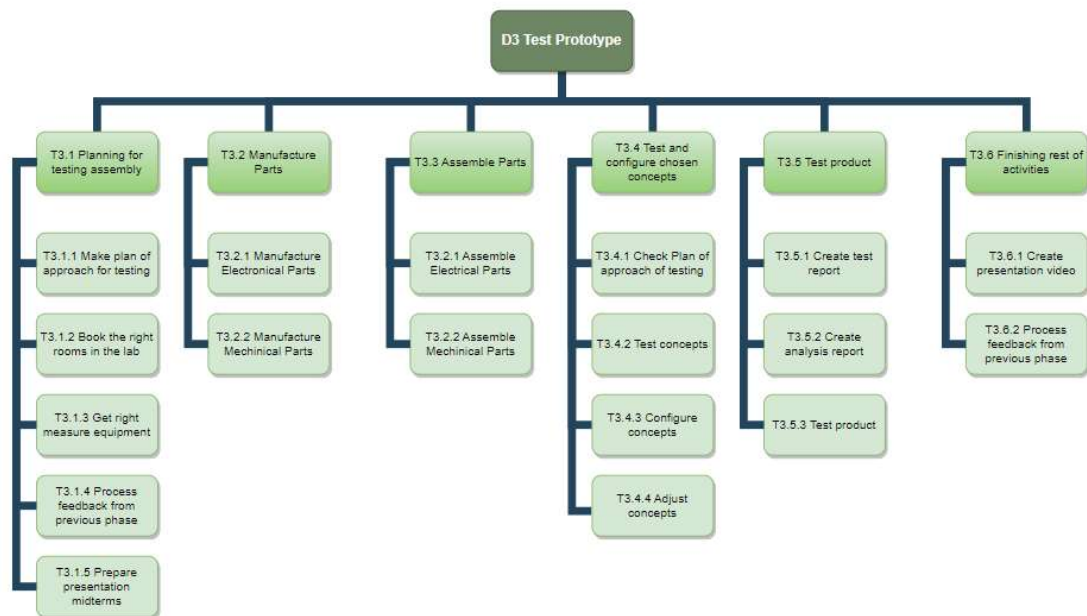 D3 Test Prototype
T3.1 Planning for
testing assembly
T3.1.1 Make plan of
approach for testing
T3.1.2 Book the right
rooms in the lab
T3.1.3 Get right
measure equipment
T3.1.4 Process
feedback from
previous phase
T3.1.5 Prepare
presentation
midterms
T3.2 Manufacture
Parts
T3.2.1 Manufacture
Electronical Parts
T3.2.2 Manufacture
Mechinical Parts
T3.3 Assemble Parts
T3.2.1 Assemble
Electrical Parts
T3.2.2 Assemble
Mechinical Parts
T3.4 Test and
configure chosen
concepts
T3.4.1 Check Plan of
approach of testing
T3.4.2 Test concepts
T3.4.3 Configure
concepts
T3.4.4 Adjust
concepts
T3.5 Test product
T3.5.1 Create test
report
T3.5.2 Create
analysis report
T3.5.3 Test product
T3.6 Finishing rest of
activities
T3.6.1 Create
presentation video
T3.6.2 Process
feedback from
previous phase